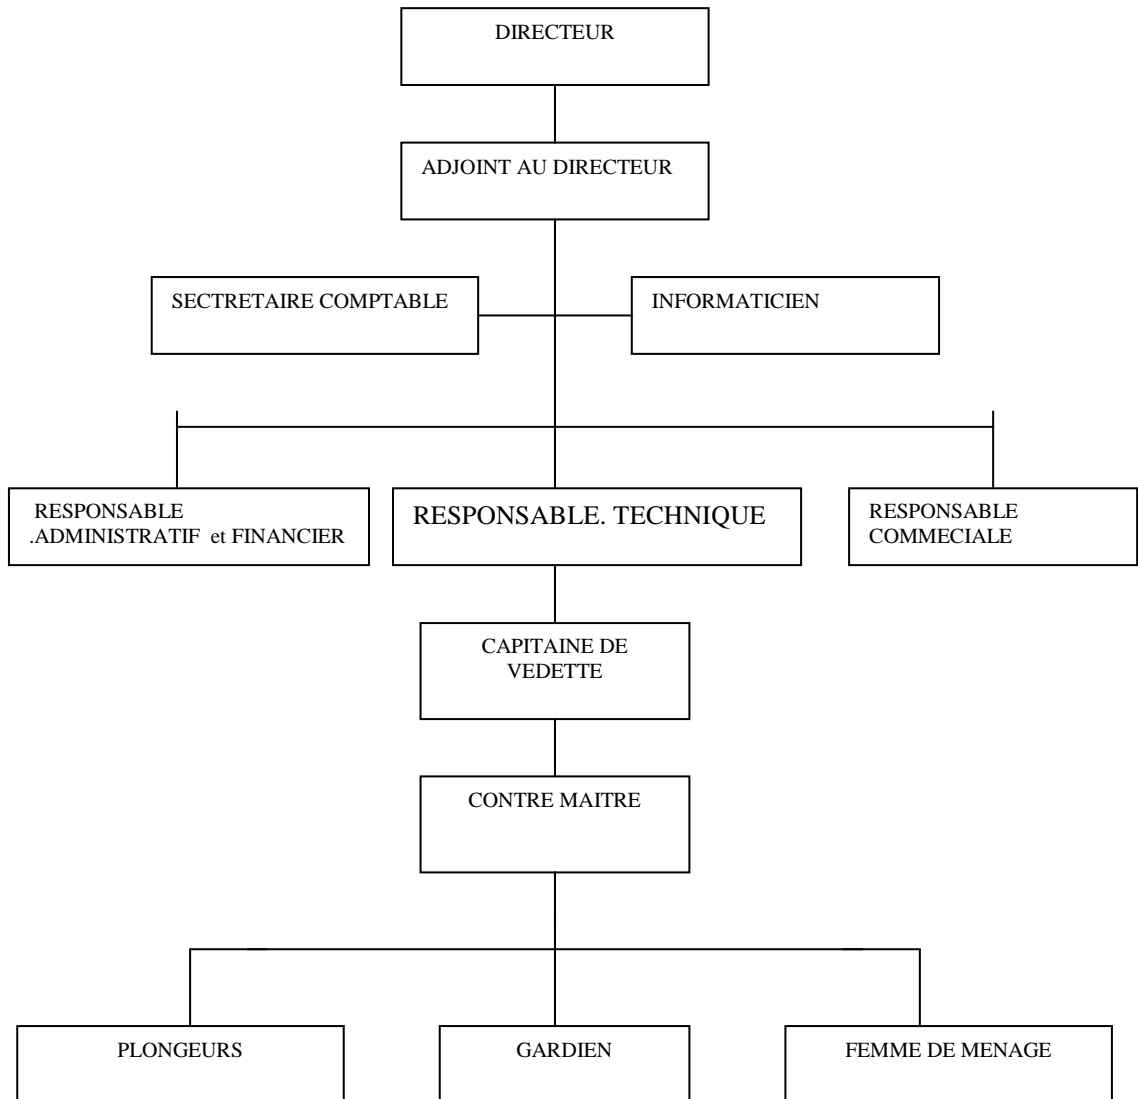 DIRECTEUR
ADJOINT AU DIRECTEUR
SECTRETAIRE COMPTABLE
INFORMATICIEN
RESPONSABLE
.ADMINISTRATIF et FINANCIER
RESPONSABLE. TECHNIQUE
RESPONSABLE
COMMECIALE
CAPITAINE DE
VEDETTE
CONTRE MAITRE
PLONGEURS
GARDIEN
FEMME DE MENAGE